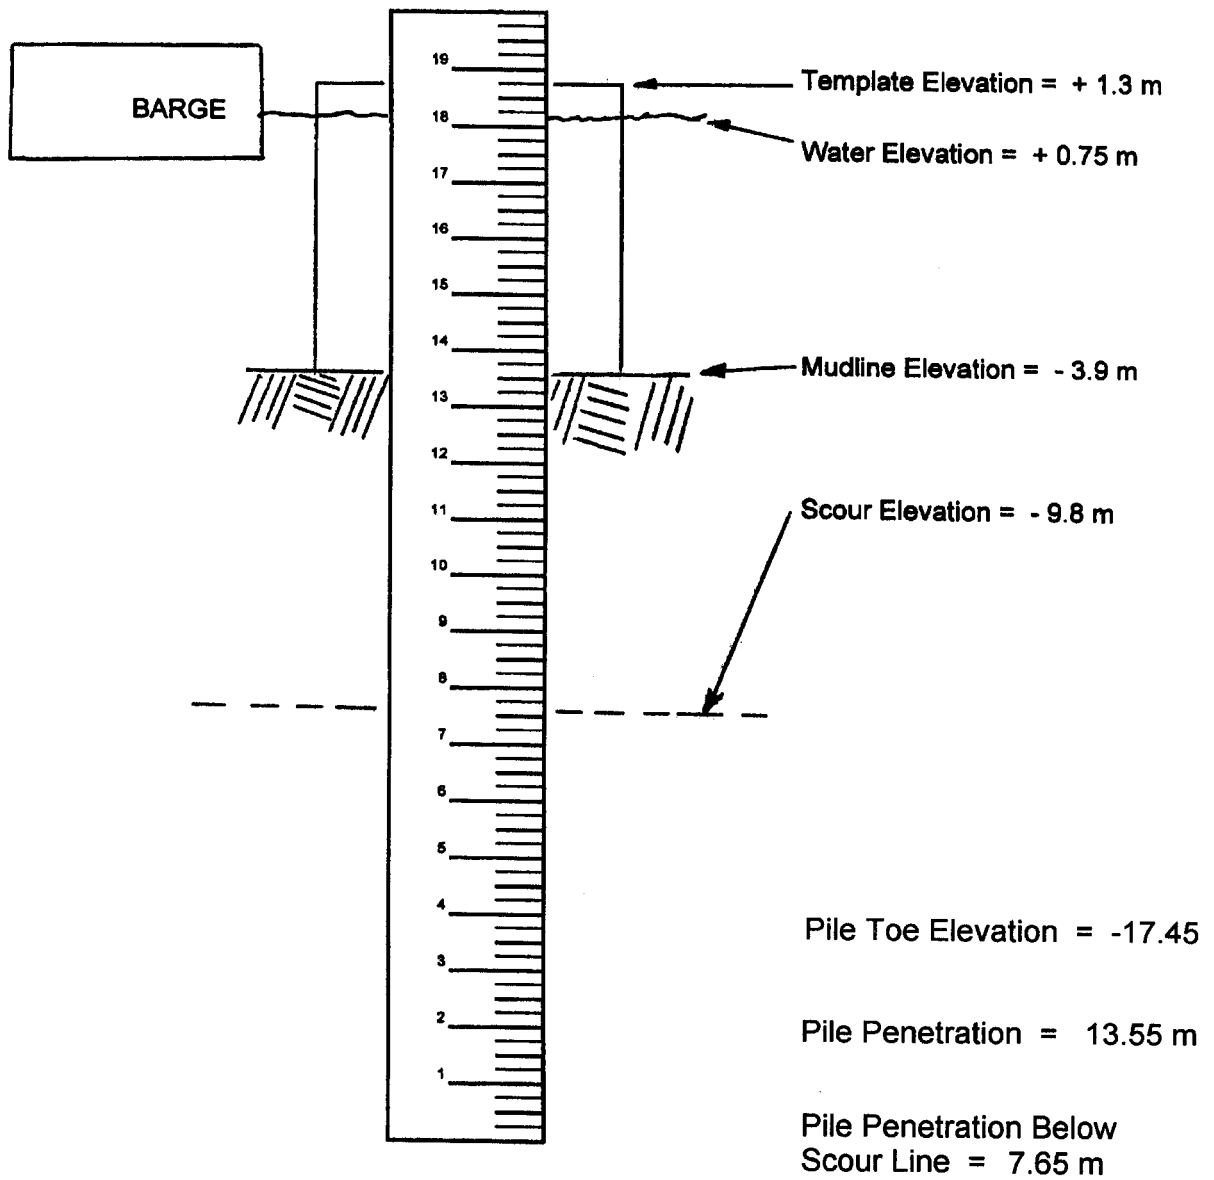 19
Template Elevation = + 1.3 m
BARGE
18
Water Elevation = + 0.75 m
17
16
15
14
Mudline Elevation = - 3.9 m
13
12
Scour Elevation = - 9.8 m
11
10
9
8
7
6
5
4
Pile Toe Elevation = -17.45
3
2
Pile Penetration = 13.55 m
1
Pile Penetration Below
Scour Line = 7.65 m